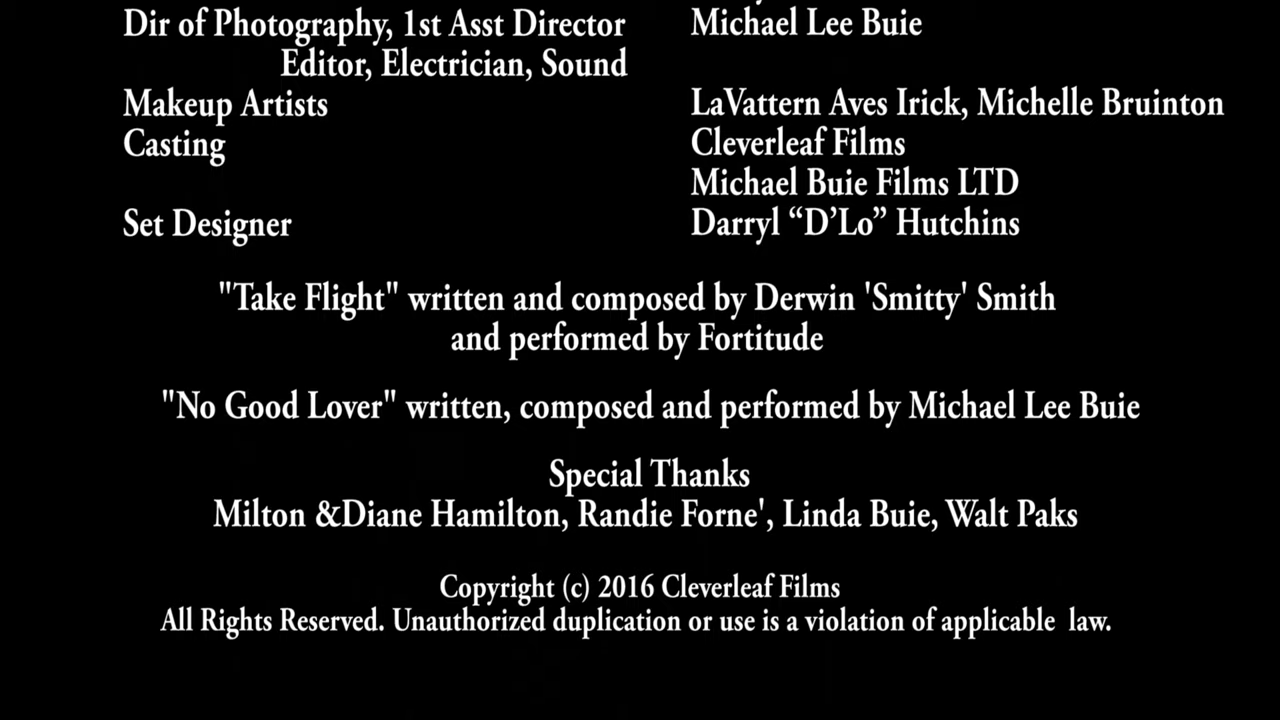 Dir of Photography, 1st Asst Director Michael Lee Buie
Editor, Electrician, Sound
Makeup Artists LaVattern Aves Irick, Michelle Bruinton
Casting Cleverleaf Films
Michael Buie Films LTD
Set Designer Darryl “D’Lo” Hutchins
"Take Flight" written and composed by Derwin 'Smitty' Smith
and performed by Fortitude
"No Good Lover" written, composed and performed by Michael Lee Buie
Special Thanks
Milton &Diane Hamilton, Randie Forne', Linda Buie, Walt Paks
Copyright (c) 2016 Cleverleaf Films
All Rights Reserved. Unauthorized duplication or use is a violation of applicable  law.